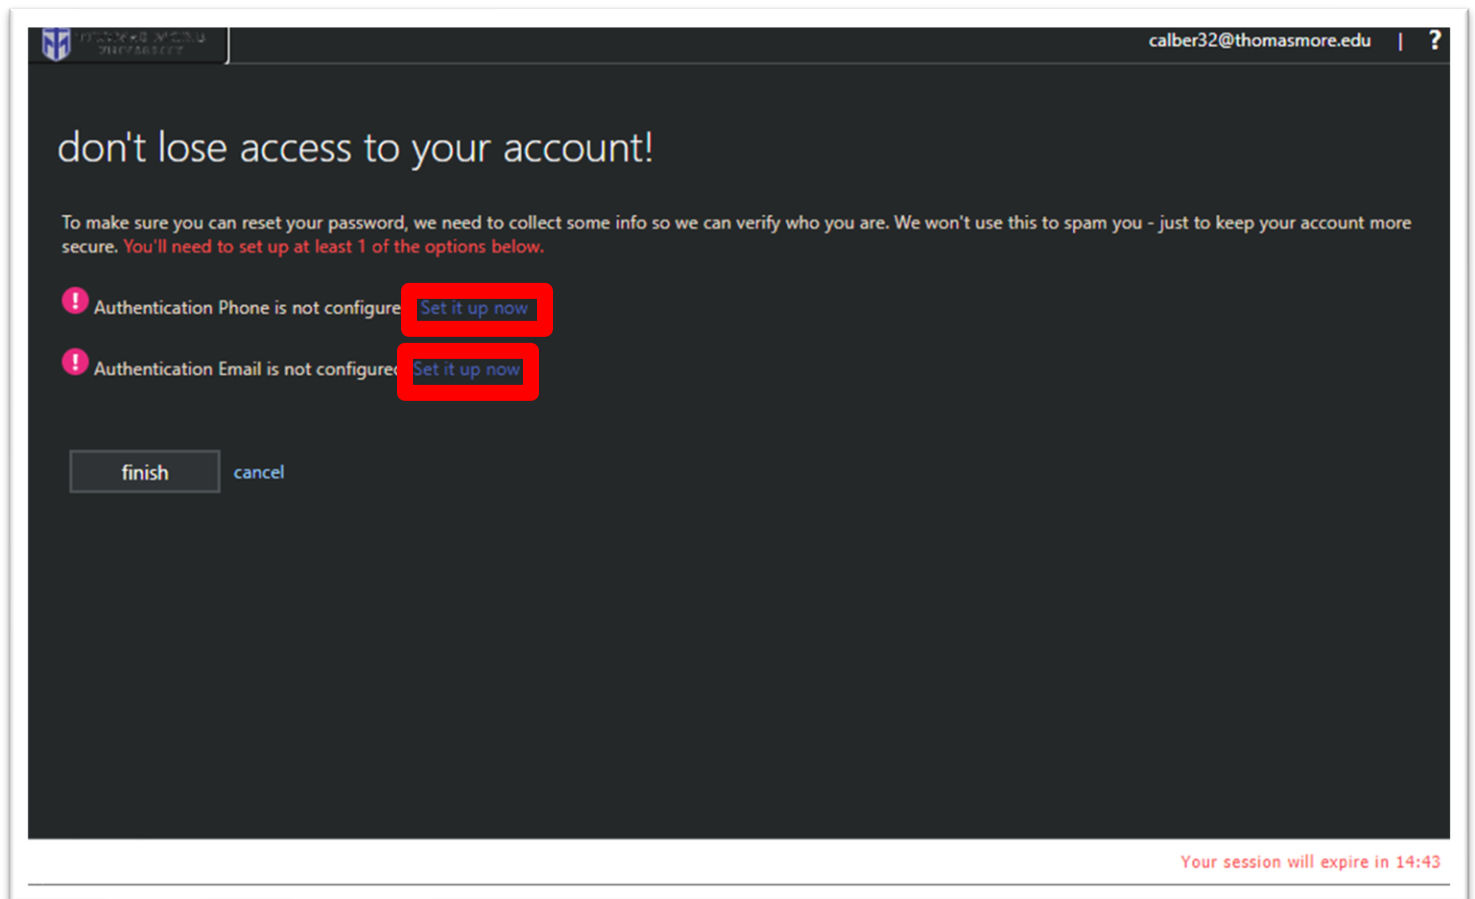 calber32@thomasmore.edu | ?
don't lose access to your account!
To make sure you can reset your password, we need to collect some info so we can verify who you are. We won't use this to spam you - just to keep your account more
secure. You'll need to set up at least 1 of the options below.
! Authentication Phone is not configure Set it up now
! Authentication Email is not configured Set it up now
finish cancel
Your session will expire in 14:43